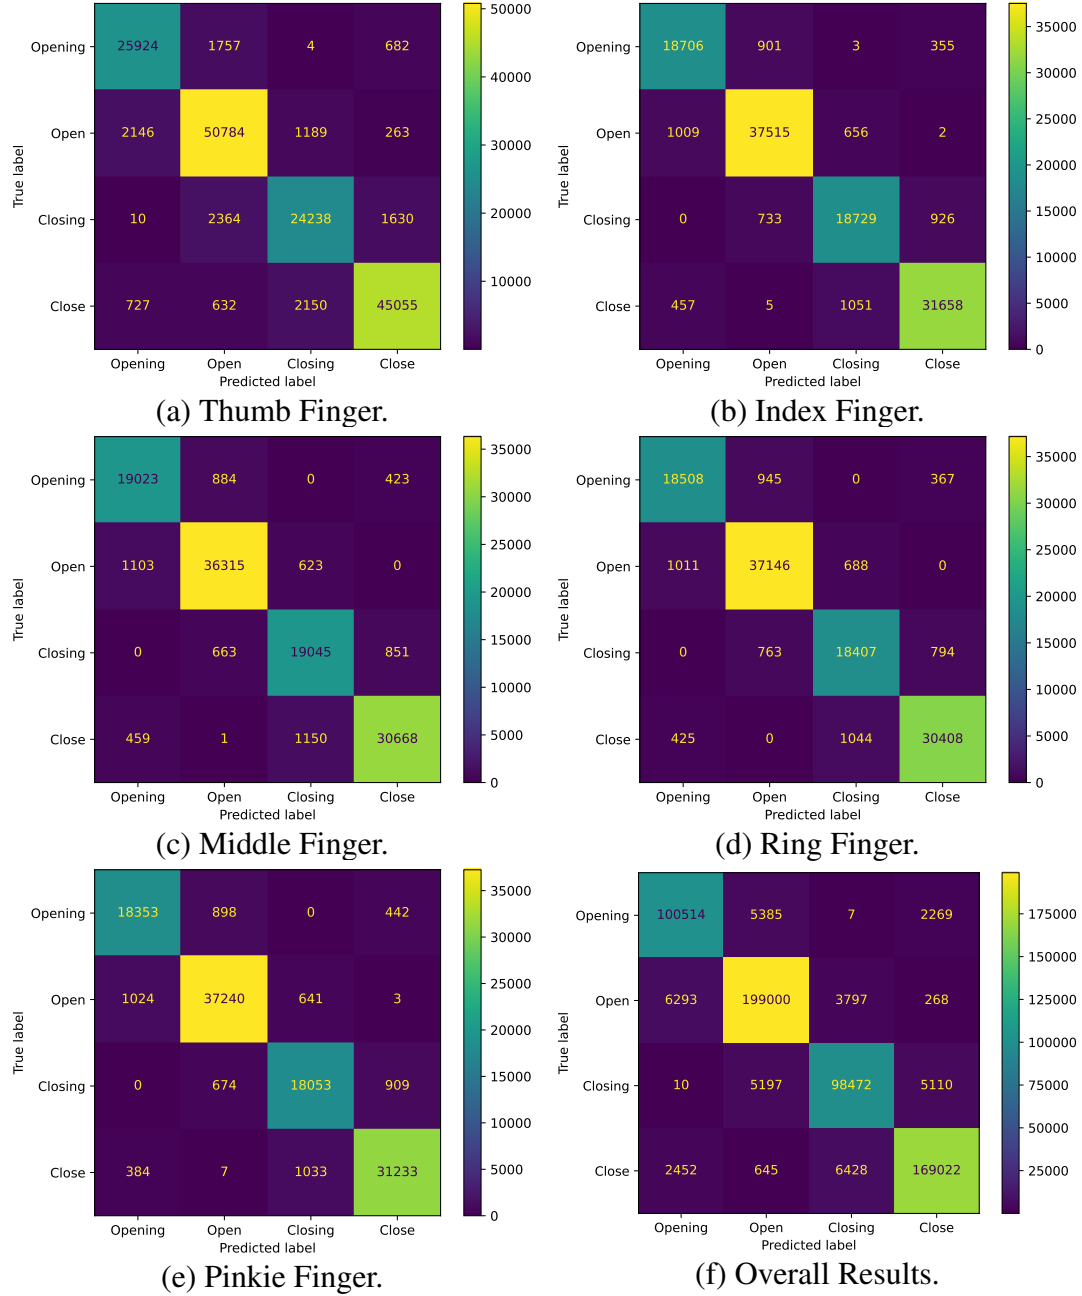 50000
Opening 25924 1757 4 682
40000
Open 2146 50784 1189 263
30000
True label
20000
Closing 10 2364 24238 1630
10000
Close 727 632 2150 45055
Opening Open Closing Close
Predicted label
(a) Thumb Finger.
35000
Opening 18706 901 3 355
30000
Open 1009 37515 656 2
25000
20000
True label
15000
Closing 0 733 18729 926
10000
Close 457 5 1051 31658
5000
0
Opening Open Closing Close
Predicted label
(b) Index Finger.
35000
Opening 19023 884 0 423
30000
Open 1103 36315 623 0
25000
20000
True label
15000
Closing 0 663 19045 851
10000
Close 459 1 1150 30668
5000
0
Opening Open Closing Close
Predicted label
(c) Middle Finger.
35000
Opening 18508 945 0 367
30000
Open 1011 37146 688 0
25000
20000
True label
15000
Closing 0 763 18407 794
10000
Close 425 0 1044 30408
5000
0
Opening Open Closing Close
Predicted label
(d) Ring Finger.
35000
Opening 18353 898 0 442
30000
Open 1024 37240 641 3
25000
20000
True label
15000
Closing 0 674 18053 909
10000
Close 384 7 1033 31233
5000
0
Opening Open Closing Close
Predicted label
(e) Pinkie Finger.
175000
Opening 100514 5385 7 2269
150000
Open 6293 199000 3797 268
125000
100000
True label
75000
Closing 10 5197 98472 5110
50000
Close 2452 645 6428 169022
25000
Opening Open Closing Close
Predicted label
(f) Overall Results.